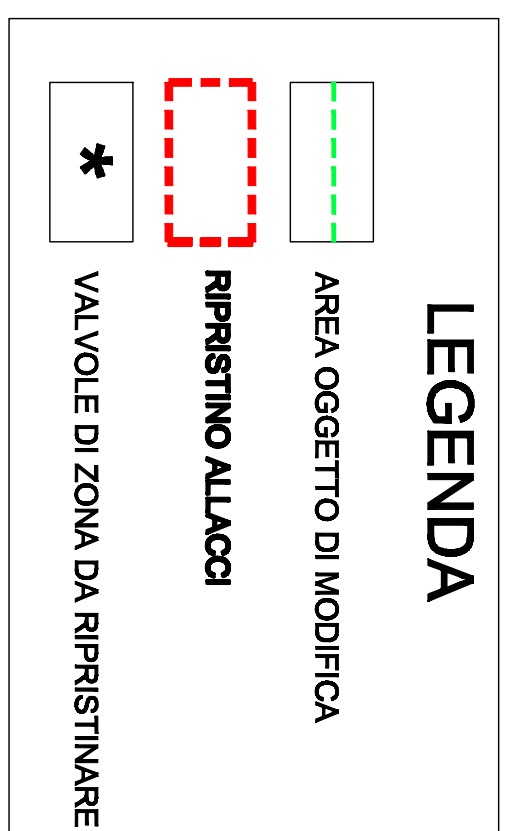 LEGENDA
AREA OGGETTO DI MODIFICA
RIPRISTINO ALLACCI
* VALVOLE DI ZONA DA RIPRISTINARE